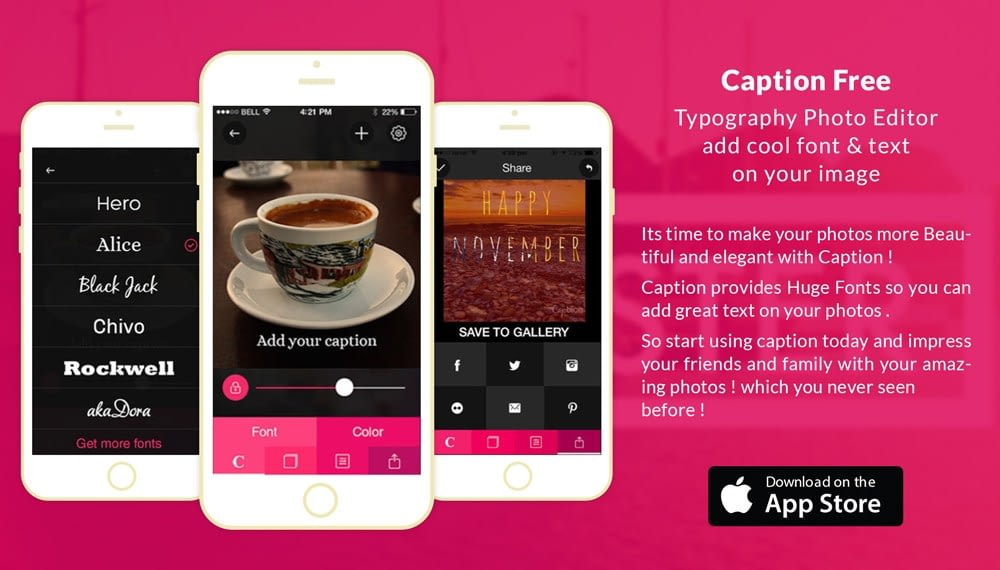 Hero
Alice
Black Jack
Chivo
Rockwell
akaDora
Get more fonts
BELL
4:21 PM
22%
Add your caption
Font
Color
C
Share
HAPPY
NOVEMBER
Caption
SAVE TO GALLERY
f
C
Caption Free
Typography Photo Editor
add cool font & text
on your image
Its time to make your photos more Beau-
tiful and elegant with Caption !
Caption provides Huge Fonts so you can
add great text on your photos .
So start using caption today and impress
your friends and family with your amaz-
ing photos ! which you never seen
before !
Download on the
App Store